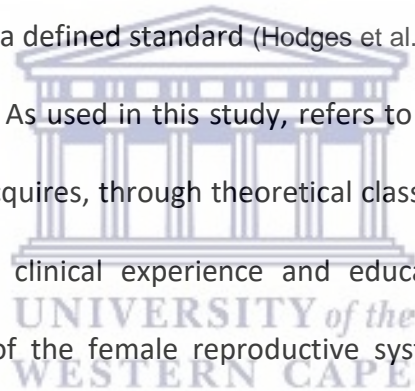 a defined standard (Hodges et al.
As used in this study, refers to
cquires, through theoretical class
clinical experience and educa
UNIVERSITY of the
of the female reproductive sys
WESTERN CAPE